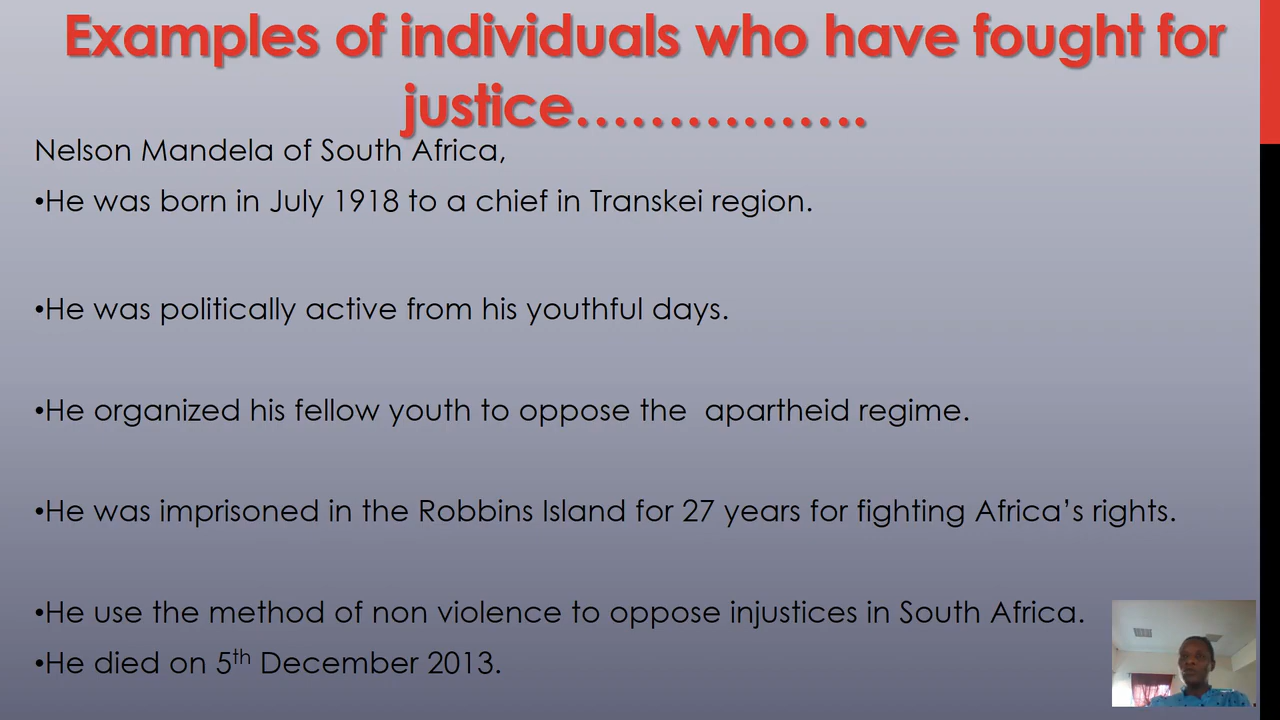 Examples of individuals who have fought for
justice…………….
Nelson Mandela of South Africa,
•He was born in July 1918 to a chief in Transkei region.
•He was politically active from his youthful days.
•He organized his fellow youth to oppose the  apartheid regime.
•He was imprisoned in the Robbins Island for 27 years for fighting Africa’s rights.
•He use the method of non violence to oppose injustices in South Africa.
•He died on 5th December 2013.